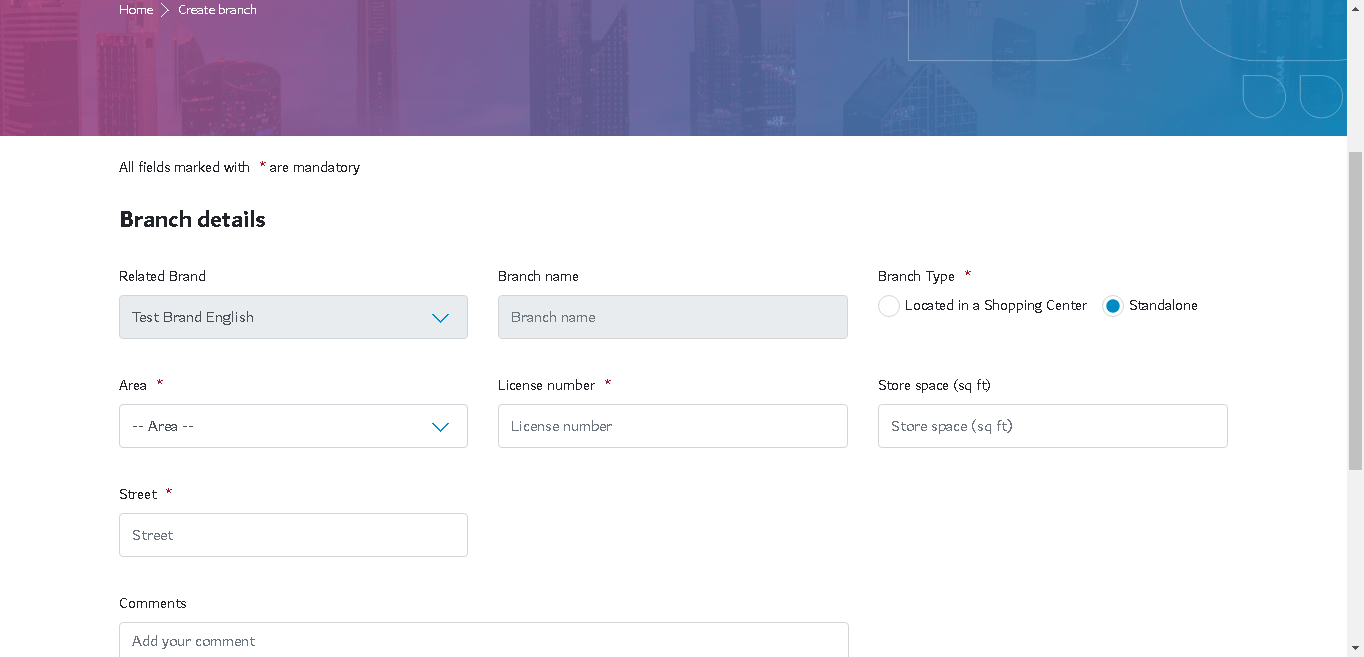 Home > Create branch
All fields marked with * are mandatory
Branch details
Related Brand
Test Brand English
Branch name
Branch name
Branch Type *
Located in a Shopping Center
Standalone
Area *
-- Area --
License number *
License number
Store space (sq ft)
Store space (sq ft)
Street *
Street
Comments
Add your comment